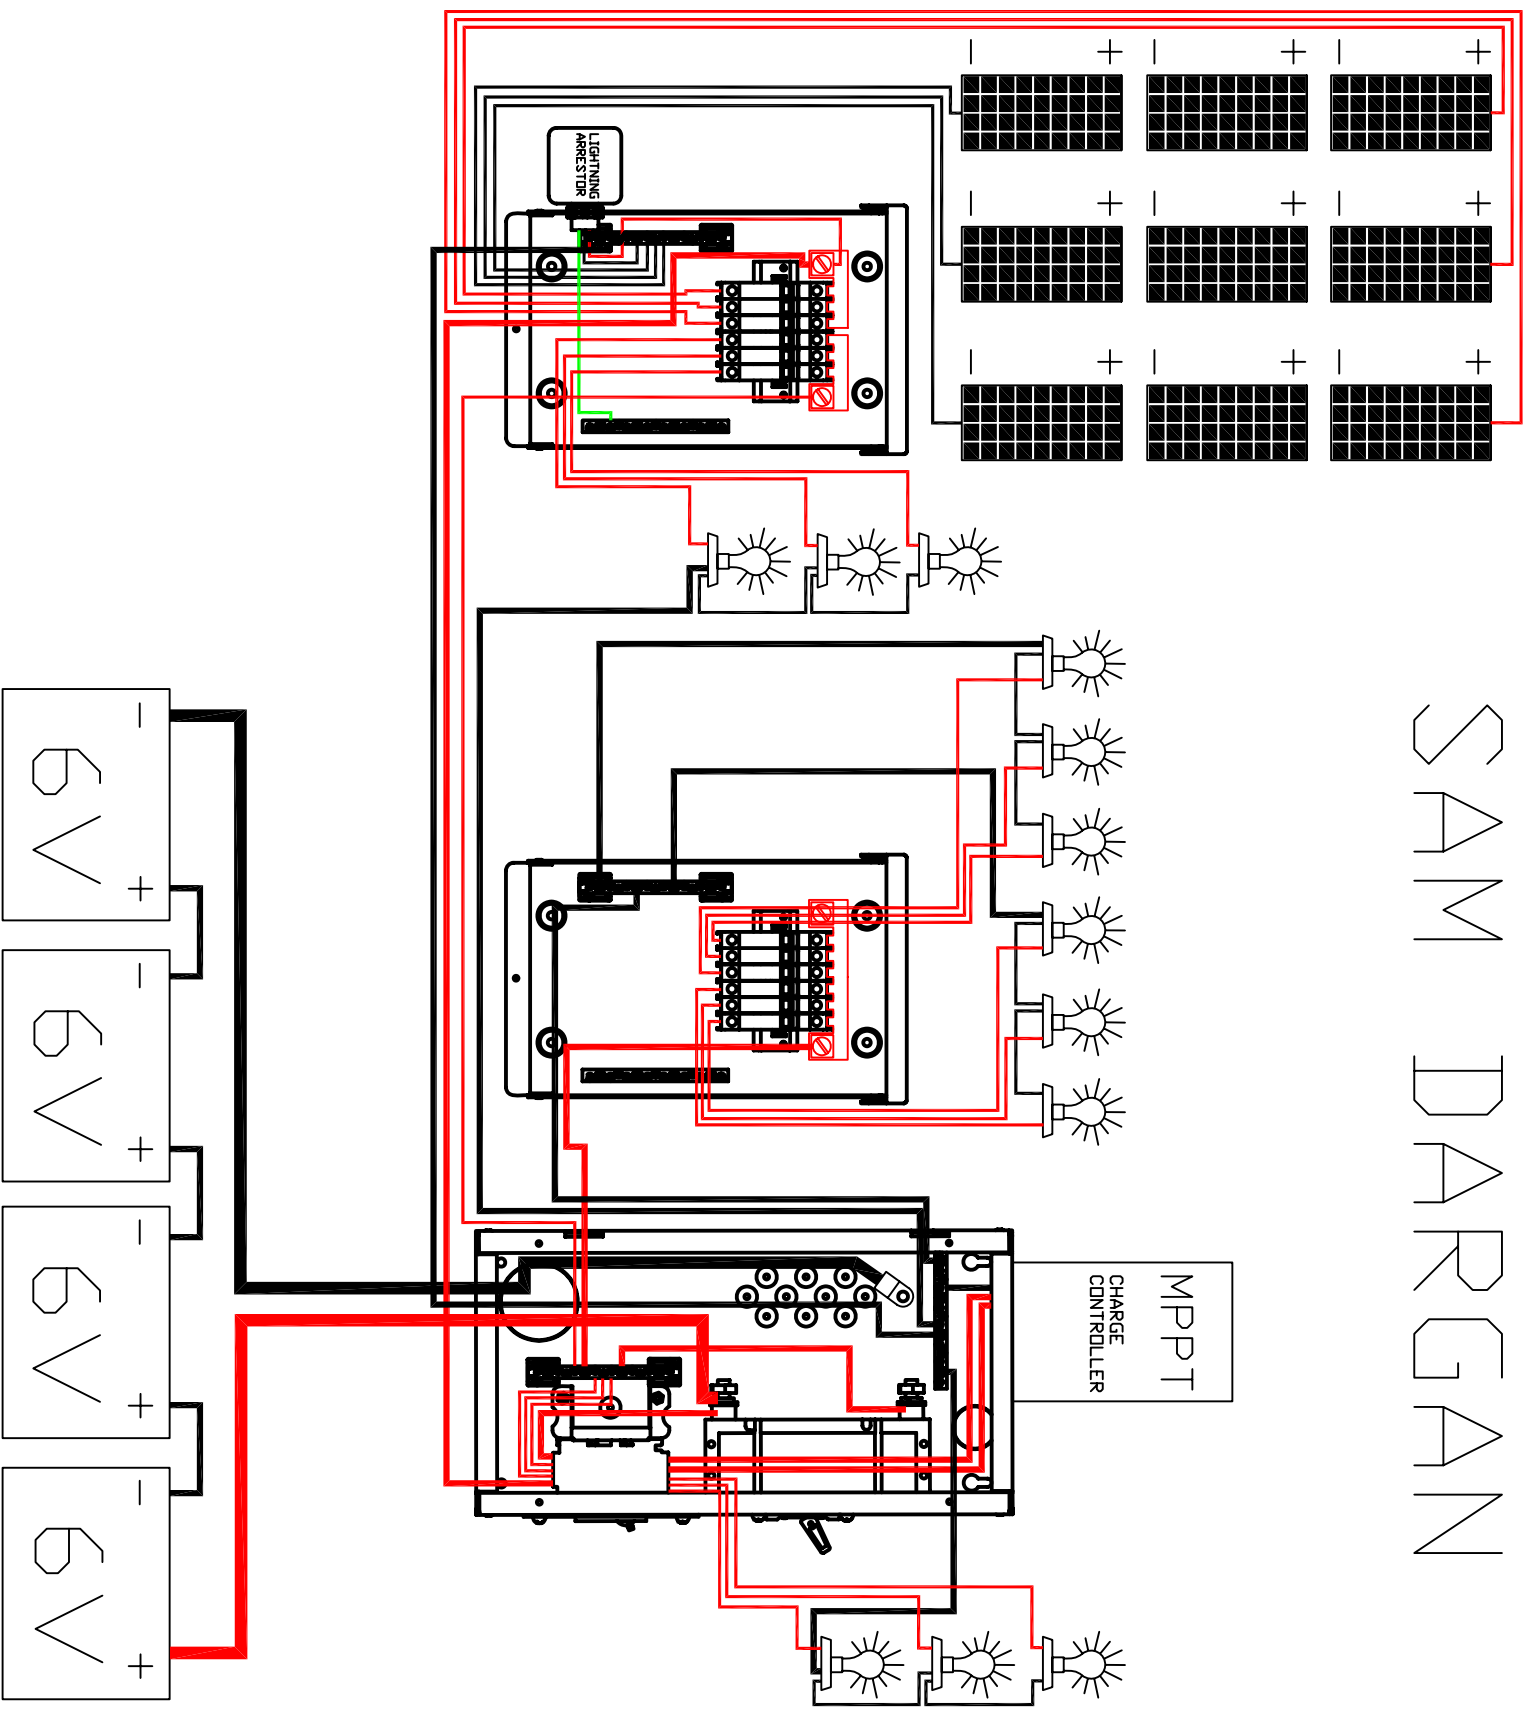 SAM DARGAN
MPPT
CHARGE
CONTROLLER
LIGHTNING
ARRESTOR
- +
- +
- +
- +
- +
- +
- +
- +
- +
- 6V +
- 6V +
- 6V +
- 6V +